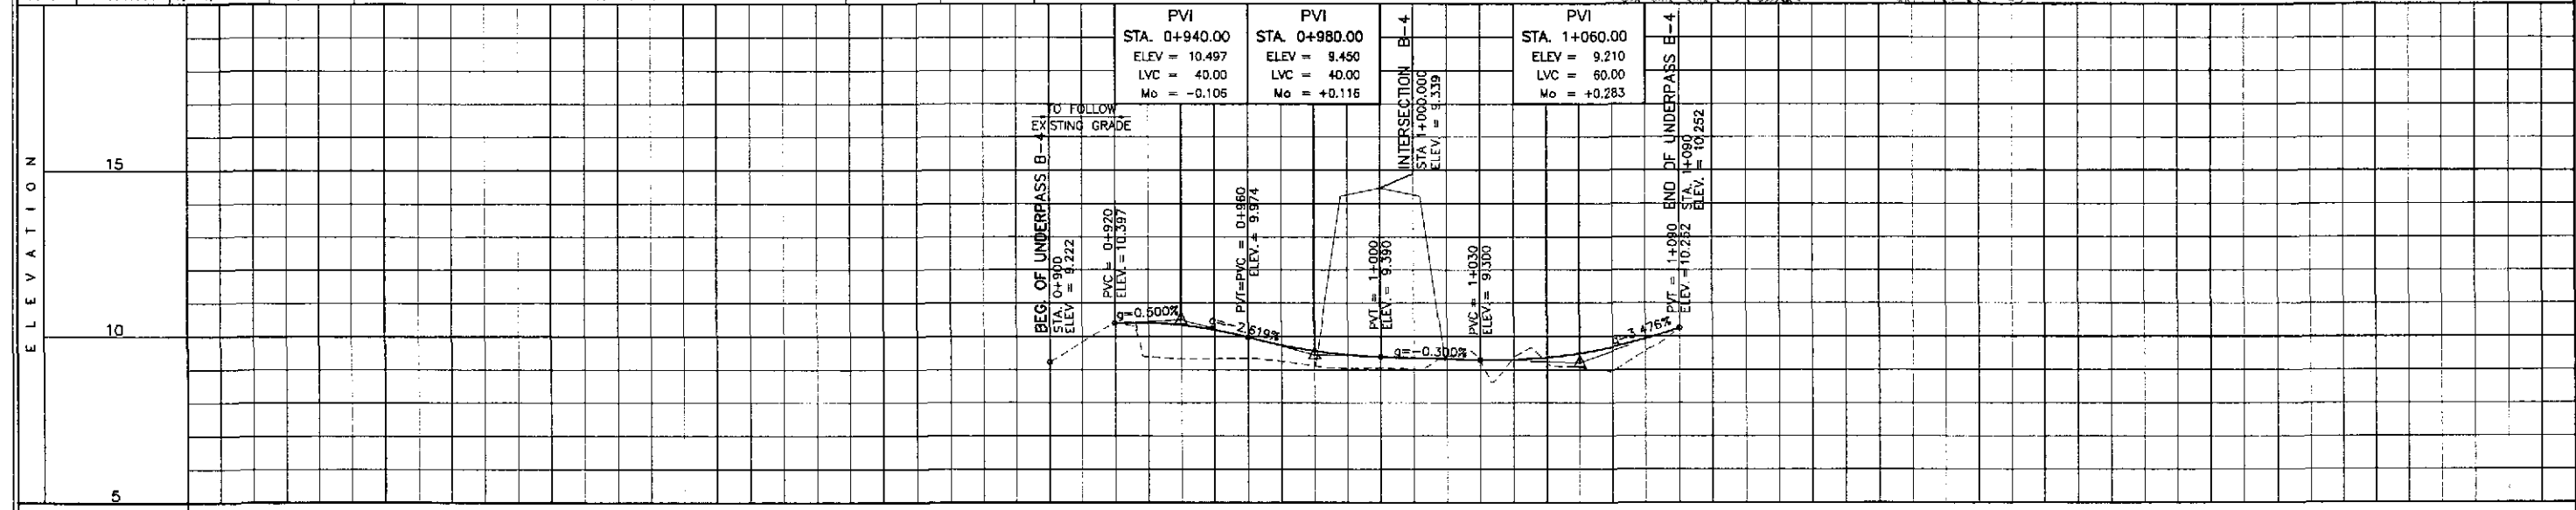 PVI
STA. 0+940.00
ELEV = 10.497
LVC = 40.00
Mo = -0.106
PVI
STA. 0+980.00
ELEV = 9.450
LVC = 40.00
Mo = +0.116
PVI
STA. 1+060.00
ELEV = 9.210
LVC = 60.00
Mo = +0.283
TO FOLLOW
EXISTING GRADE
BEG. OF UNDERPASS B-4
STA. 0+900
ELEV = 9.222
PVC = 0+920
ELEV. = 10.397
PVT=PVC = 0+960
ELEV. = 9.974
INTERSECTION B-4
STA 1+000.000
ELEV. = 9.339
PVT = 1+000
ELEV. = 9.390
PVC = 1+030
ELEV. = 9.300
END OF UNDERPASS B-4
STA. 1+090
ELEV. = 10.252
PVT = 1+090
ELEV. = 10.252
g=0.500%
g=-2.619%
g=-0.300%
g=3.476%
ELEVATION
15
10
5